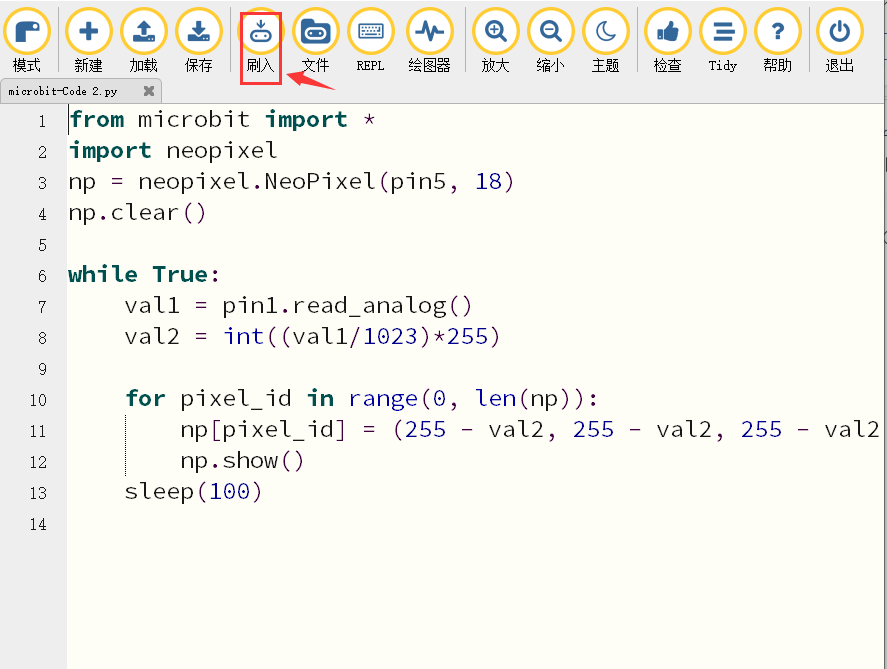 模式 新建 加载 保存 刷入 文件 REPL 绘图器 放大 缩小 主题 检查 Tidy 帮助 退出
microbit-Code 2.py
1 from microbit import *
2 import neopixel
3 np = neopixel.NeoPixel(pin5, 18)
4 np.clear()
5
6 while True:
7 val1 = pin1.read_analog()
8 val2 = int((val1/1023)*255)
9
10 for pixel_id in range(0, len(np)):
11 np[pixel_id] = (255 - val2, 255 - val2, 255 - val2
12 np.show()
13 sleep(100)
14